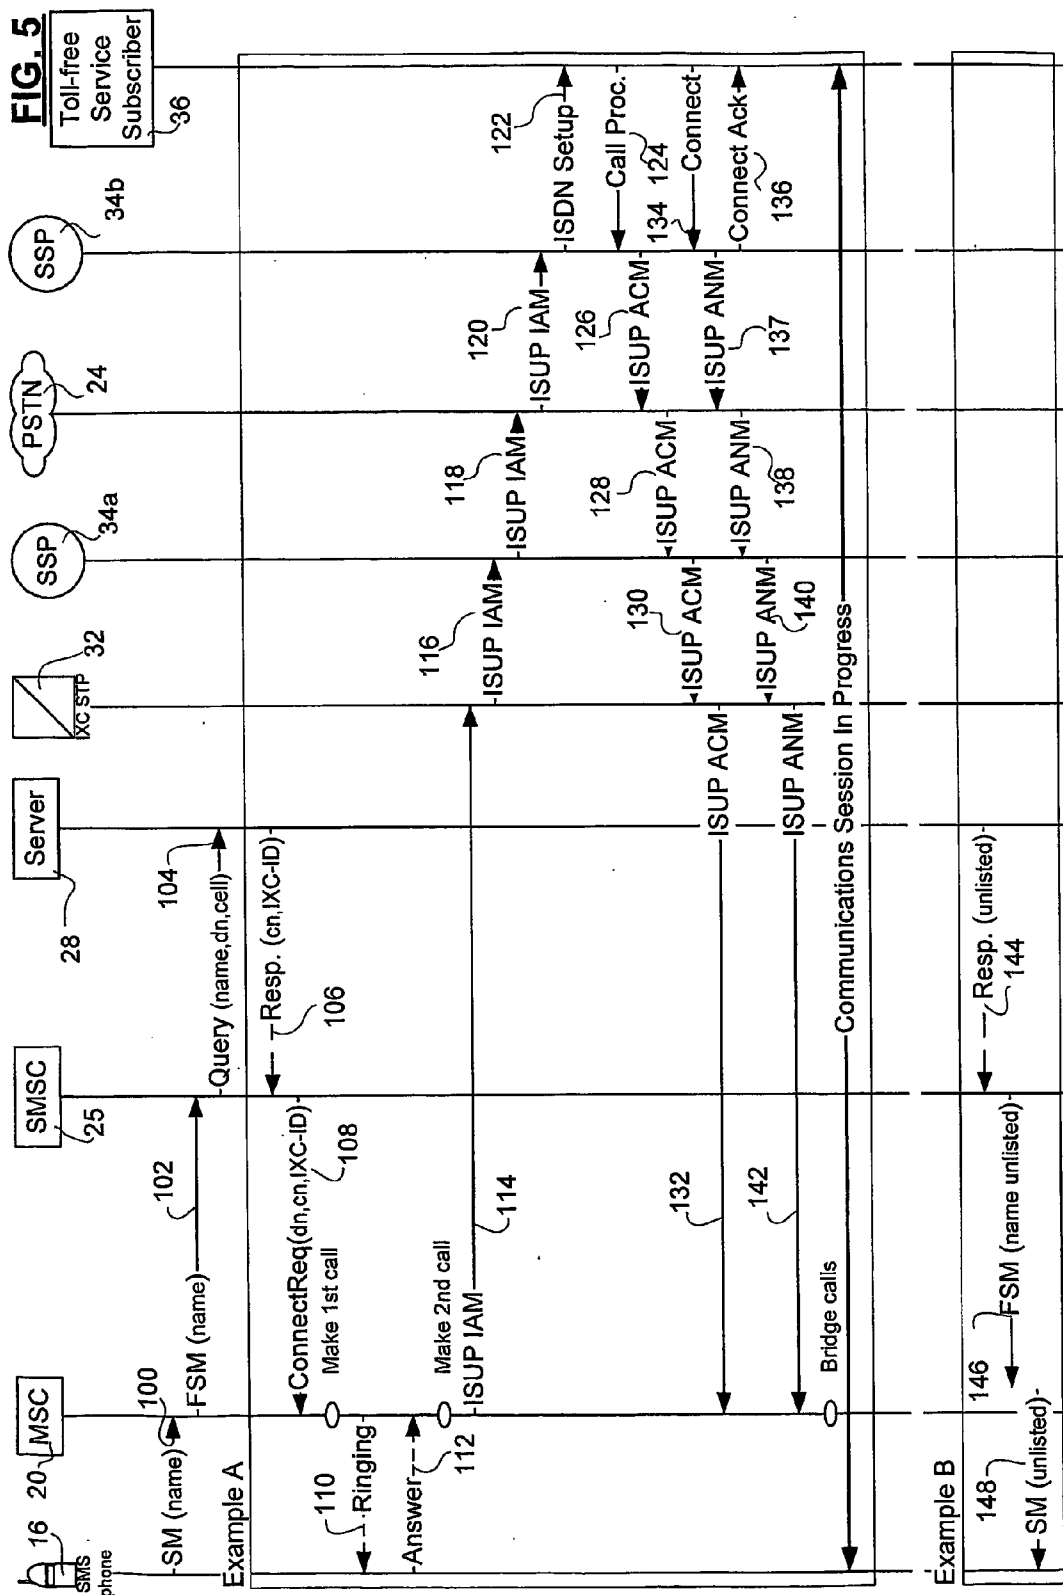 FIG. 5
SMS
phone
16
MSC
20
SMSC
25
Server
28
IXC STP
32
SSP
34a
PSTN
24
SSP
34b
Toll-free
Service
Subscriber
36
SM (name)
100
FSM (name)
102
Query (name,dn,cell)
104
Example A
Resp. (cn,IXC-ID)
106
ConnectReq(dn,cn,IXC-ID)
108
Make 1st call
Ringing
110
Answer
112
Make 2nd call
ISUP IAM
114
ISUP IAM
116
ISUP IAM
118
ISUP IAM
120
ISDN Setup
122
Call Proc.
124
ISUP ACM
126
ISUP ACM
128
ISUP ACM
130
ISUP ACM
132
Connect
134
Connect Ack
136
ISUP ANM
137
ISUP ANM
138
ISUP ANM
140
ISUP ANM
142
Bridge calls
Communications Session In Progress
Example B
Resp. (unlisted)
144
FSM (name unlisted)
146
SM (unlisted)
148